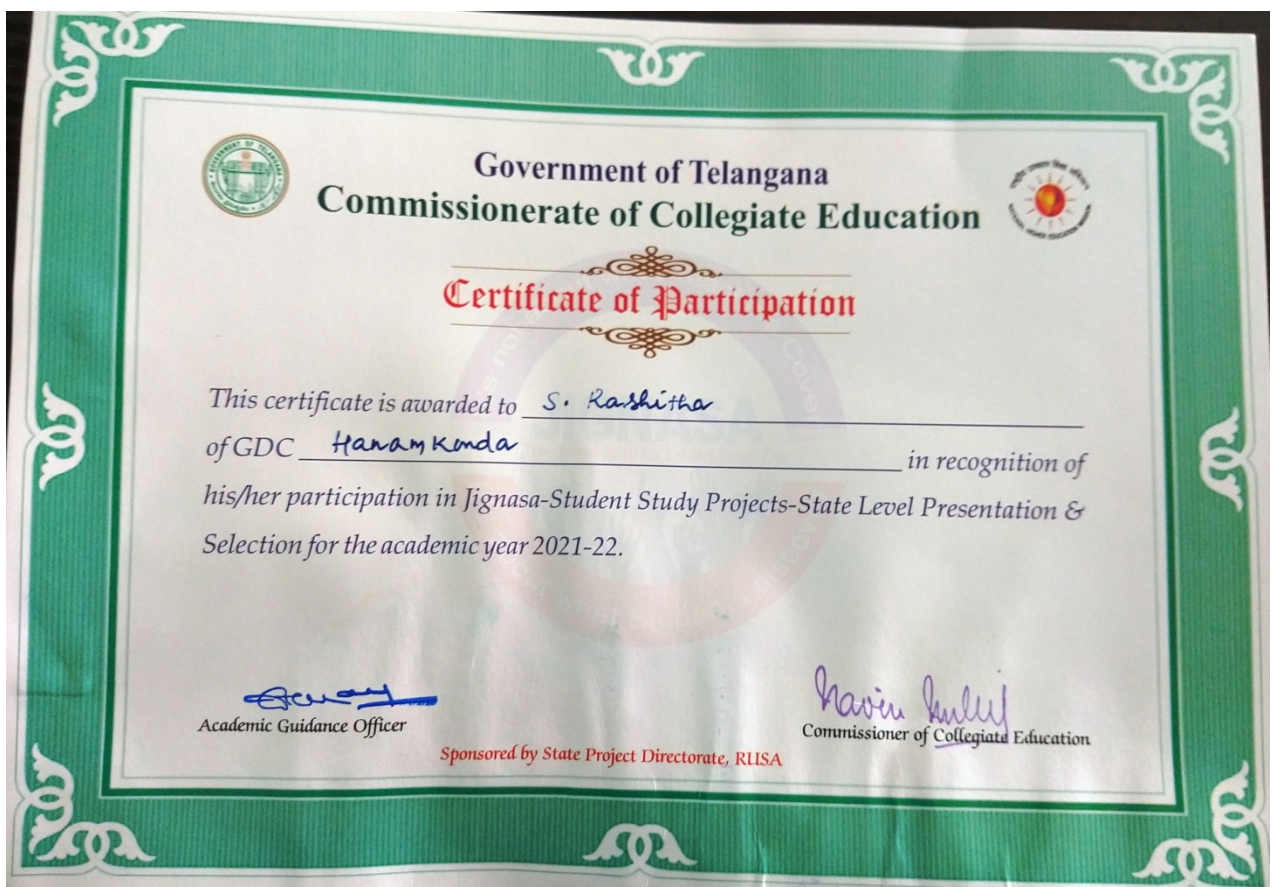 Government of Telangana
Commissionerate of Collegiate Education
Certificate of Participation
This certificate is awarded to S. Rashitha
of GDC Hanamkonda in recognition of
his/her participation in Jignasa-Student Study Projects-State Level Presentation &
Selection for the academic year 2021-22.
Academic Guidance Officer
Commissioner of Collegiate Education
Sponsored by State Project Directorate, RUSA